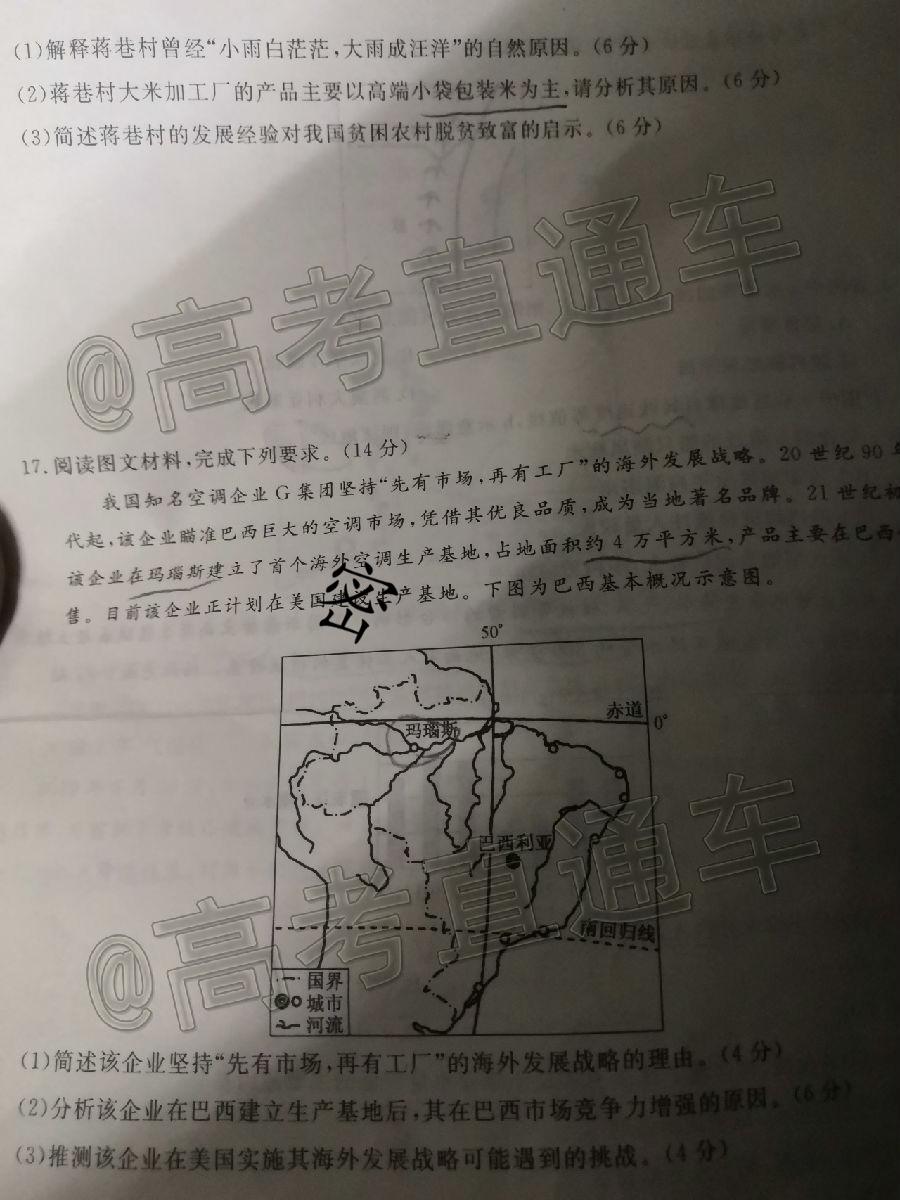 (1)解释蒋巷村曾经“小雨白茫茫,大雨成汪洋”的自然原因。(6分)
(2)蒋巷村大米加工厂的产品主要以高端小袋包装米为主,请分析其原因。(6分)
(3)简述蒋巷村的发展经验对我国贫困农村脱贫致富的启示。(6分)
@高考直通车
17.阅读图文材料,完成下列要求。(14分)
我国知名空调企业G集团坚持“先有市场,再有工厂”的海外发展战略。20世纪90年
代起,该企业瞄准巴西巨大的空调市场,凭借其优良品质,成为当地著名品牌。21世纪初
该企业在玛瑙斯建立了首个海外空调生产基地,占地面积约4万平方米,产品主要在巴西
售。目前该企业正计划在美国建设生产基地。下图为巴西基本概况示意图。
密
50°
赤道
0°
玛瑙斯
巴西利亚
@高考直通车
南回归线
国界
城市
河流
(1)简述该企业坚持“先有市场,再有工厂”的海外发展战略的理由。(4分)
(2)分析该企业在巴西建立生产基地后,其在巴西市场竞争力增强的原因。(6分)
(3)推测该企业在美国实施其海外发展战略可能遇到的挑战。(4分)